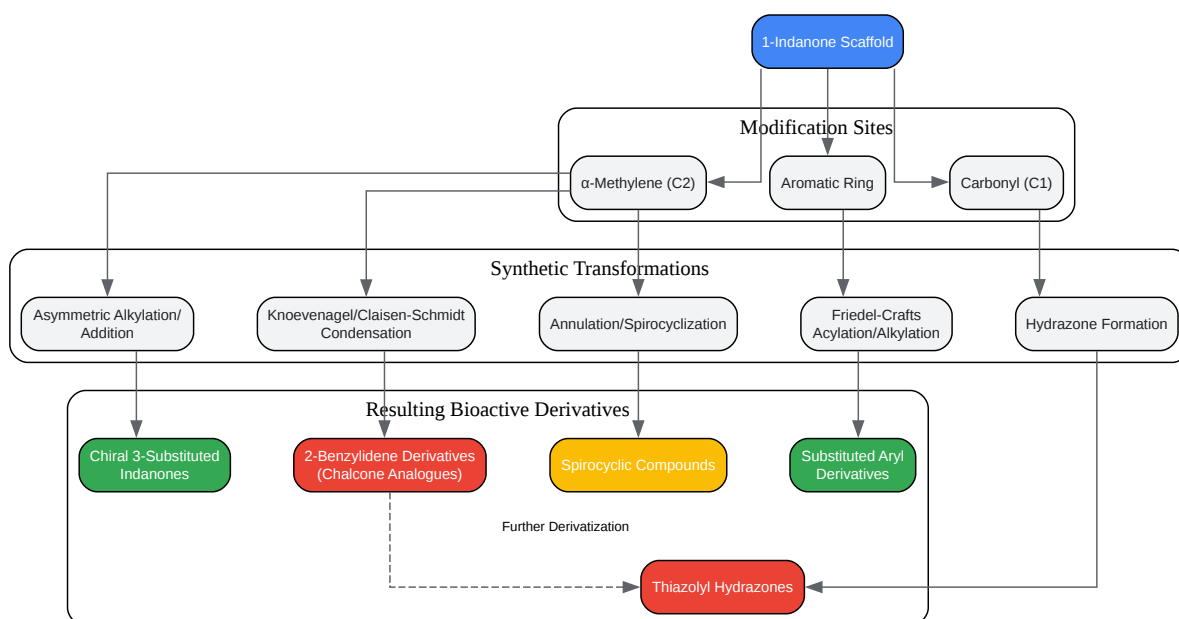 1-Indanone Scaffold
Modification Sites
α-Methylene (C2)
Aromatic Ring
Carbonyl (C1)
Synthetic Transformations
Asymmetric Alkylation/
Addition
Knoevenagel/Claisen-Schmidt
Condensation
Annulation/Spirocyclization
Friedel-Crafts
Acylation/Alkylation
Hydrazone Formation
Resulting Bioactive Derivatives
Chiral 3-Substituted
Indanones
2-Benzylidene Derivatives
(Chalcone Analogues)
Spirocyclic Compounds
Substituted Aryl
Derivatives
Further Derivatization
Thiazolyl Hydrazones